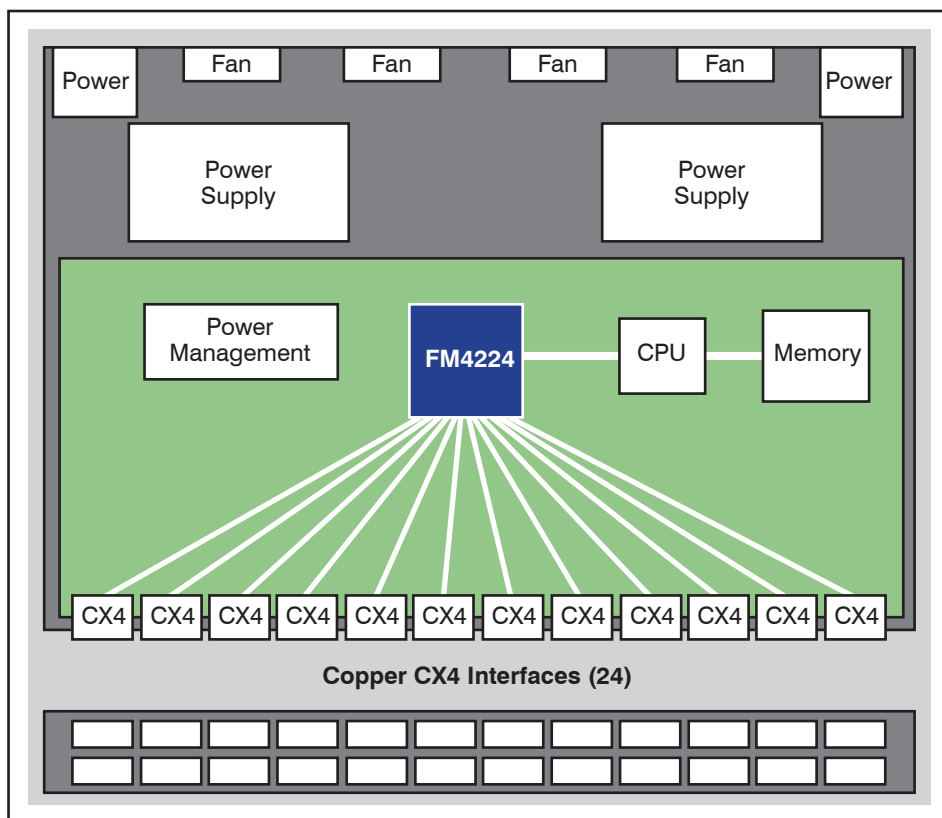 Power Fan Fan Fan Fan Power
Power Supply
Power Supply
Power Management
FM4224
CPU
Memory
CX4 CX4 CX4 CX4 CX4 CX4 CX4 CX4 CX4 CX4 CX4 CX4
Copper CX4 Interfaces (24)